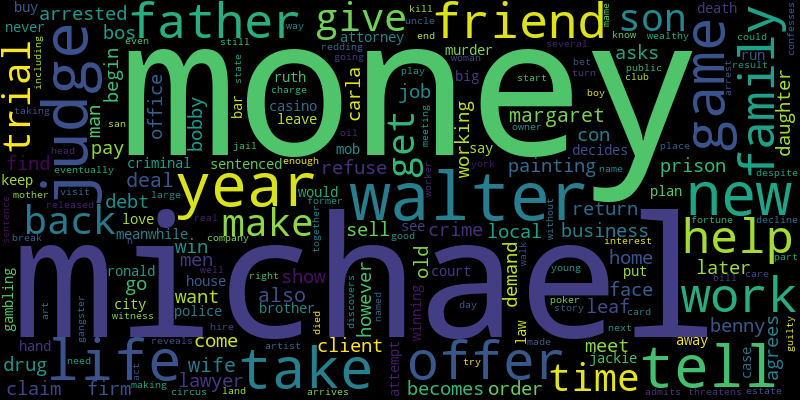 buy
never
arrested
bos
father
even
uncle
kill
end
way
still
friend
give
attorney
redding
going
son
mame
know
wealthy
death
away
confesses
including
trial
taking
judge
man
begin
office
bobby
state
san
money
ruth
charge
casino
leave
bar
carla
murder
woman
job
big
several
bet
turn
play
start
club
asks
public
boy
game
run
could
result
arrest
family
daughter
pay
jail
mob
oil
meeting
owner
get
margaret
working
con
say
decides
place
find
criminal
sentenced
refuse
york
painting
name
prison
despite
keep
head
visit
deal
year
walter
worker
plan
new
mother
eventually
debt
love
large
would
former
return
fortune
decline
sentence
released
back
meanwhile
make
sell
see
crime
local
without
business
interest
help
break
real
company
together
good
win
men
n
michael
court
walk
home
bill
care
part
gambling
ronald
well
right
show
however
old
demand
young
put
later
go
house
discovers
named
day
poker
face
leaf
work
art
gangster
city
want
police
also
brother
winning
story
card
benny
case
agrees
witness
hire
died
law
made
next
guilty
hand
come
client
attempt
meet
away
drug
life
reveals
artist
take
offer
try
jackie
time
tell
need
act
wife
lawyer
order
claim
firm
making
circus
land
arrives
becomes
admits
threatens
estate